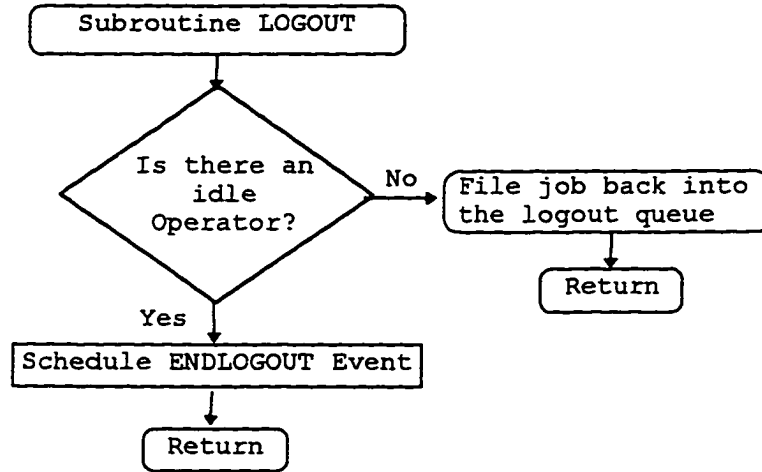 Subroutine LOGOUT
Is there an
idle
Operator?
No
File job back into
the logout queue
Return
Yes
Schedule ENDLOGOUT Event
Return